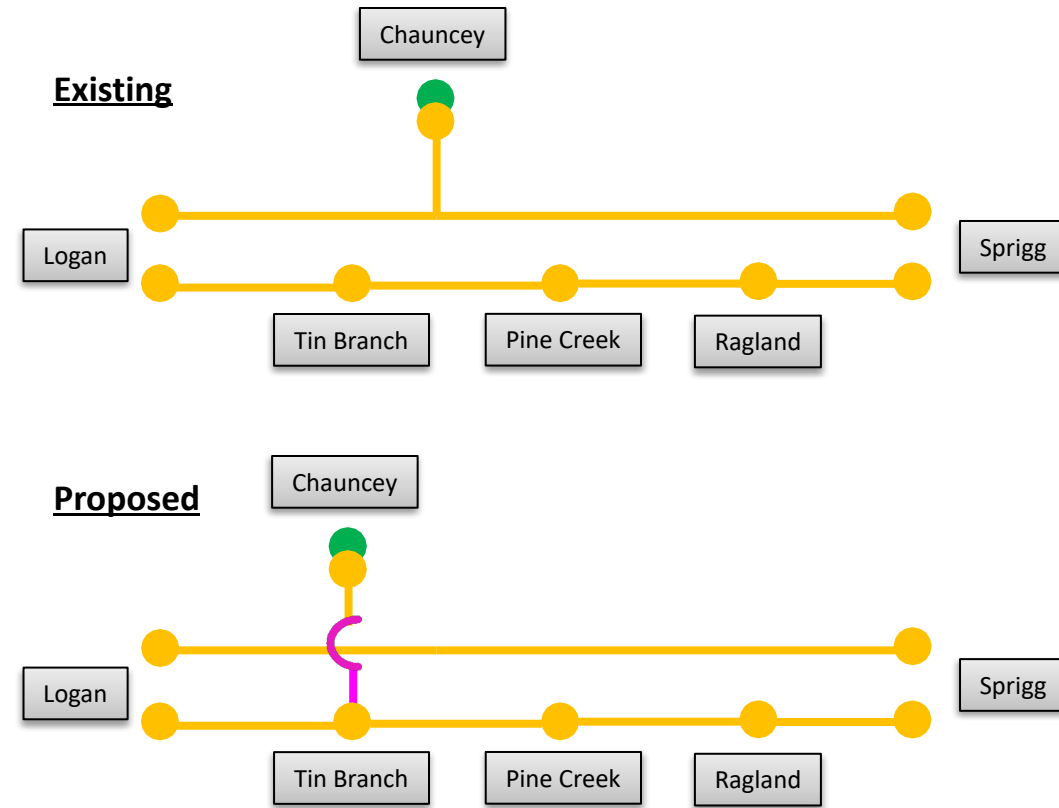 Chauncey
Existing
Logan
Sprigg
Tin Branch
Pine Creek
Ragland
Chauncey
Proposed
Logan
Sprigg
Tin Branch
Pine Creek
Ragland